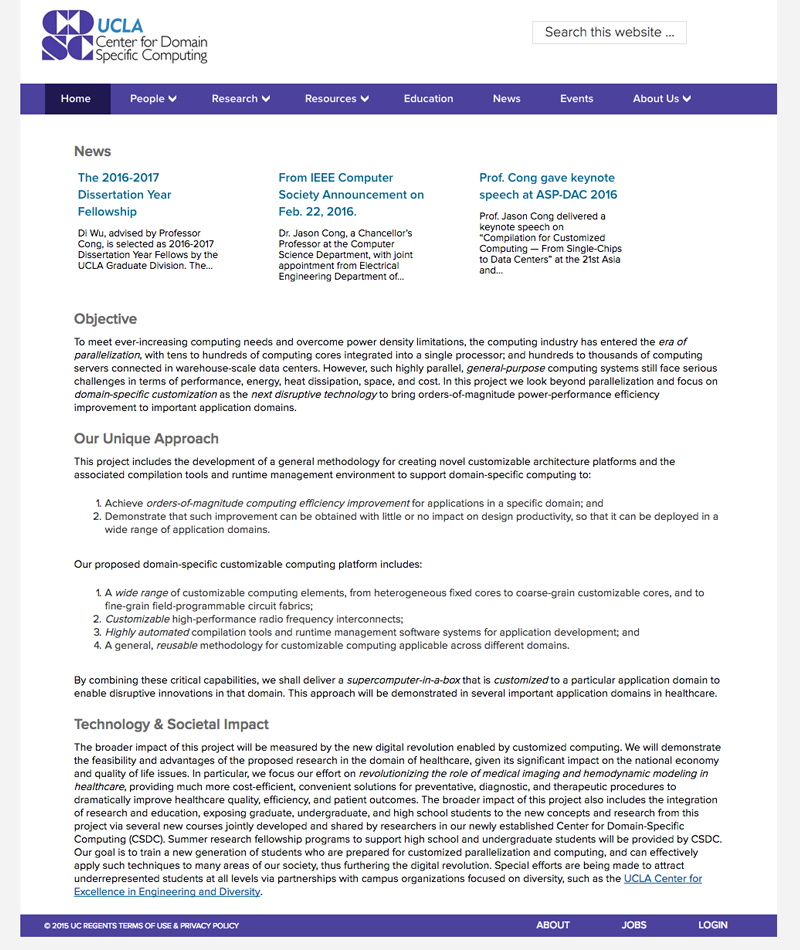 CDSC
UCLA
Center for Domain
Specific Computing
Search this website ...
Home People Research Resources Education News Events About Us
News
The 2016-2017
Dissertation Year
Fellowship
Di Wu, advised by Professor
Cong, is selected as 2016-2017
Dissertation Year Fellows by the
UCLA Graduate Division. The...
From IEEE Computer
Society Announcement on
Feb. 22, 2016.
Dr. Jason Cong, a Chancellor's
Professor at the Computer
Science Department, with joint
appointment from Electrical
Engineering Department of...
Prof. Cong gave keynote
speech at ASP-DAC 2016
Prof. Jason Cong delivered a
keynote speech on
“Compilation for Customized
Computing — From Single-Chips
to Data Centers” at the 21st Asia
and...
Objective
To meet ever-increasing computing needs and overcome power density limitations, the computing industry has entered the era of
parallelization, with tens to hundreds of computing cores integrated into a single processor; and hundreds to thousands of computing
servers connected in warehouse-scale data centers. However, such highly parallel, general-purpose computing systems still face serious
challenges in terms of performance, energy, heat dissipation, space, and cost. In this project we look beyond parallelization and focus on
domain-specific customization as the next disruptive technology to bring orders-of-magnitude power-performance efficiency
improvement to important application domains.
Our Unique Approach
This project includes the development of a general methodology for creating novel customizable architecture platforms and the
associated compilation tools and runtime management environment to support domain-specific computing to:
1. Achieve orders-of-magnitude computing efficiency improvement for applications in a specific domain; and
2. Demonstrate that such improvement can be obtained with little or no impact on design productivity, so that it can be deployed in a
wide range of application domains.
Our proposed domain-specific customizable computing platform includes:
1. A wide range of customizable computing elements, from heterogeneous fixed cores to coarse-grain customizable cores, and to
fine-grain field-programmable circuit fabrics;
2. Customizable high-performance radio frequency interconnects;
3. Highly automated compilation tools and runtime management software systems for application development; and
4. A general, reusable methodology for customizable computing applicable across different domains.
By combining these critical capabilities, we shall deliver a supercomputer-in-a-box that is customized to a particular application domain to
enable disruptive innovations in that domain. This approach will be demonstrated in several important application domains in healthcare.
Technology & Societal Impact
The broader impact of this project will be measured by the new digital revolution enabled by customized computing. We will demonstrate
the feasibility and advantages of the proposed research in the domain of healthcare, given its significant impact on the national economy
and quality of life issues. In particular, we focus our effort on revolutionizing the role of medical imaging and hemodynamic modeling in
healthcare, providing much more cost-efficient, convenient solutions for preventative, diagnostic, and therapeutic procedures to
dramatically improve healthcare quality, efficiency, and patient outcomes. The broader impact of this project also includes the integration
of research and education, exposing graduate, undergraduate, and high school students to the new concepts and research from this
project via several new courses jointly developed and shared by researchers in our newly established Center for Domain-Specific
Computing (CSDC). Summer research fellowship programs to support high school and undergraduate students will be provided by CSDC.
Our goal is to train a new generation of students who are prepared for customized parallelization and computing, and can effectively
apply such techniques to many areas of our society, thus furthering the digital revolution. Special efforts are being made to attract
underrepresented students at all levels via partnerships with campus organizations focused on diversity, such as the UCLA Center for
Excellence in Engineering and Diversity.
© 2015 UC REGENTS TERMS OF USE & PRIVACY POLICY ABOUT JOBS LOGIN